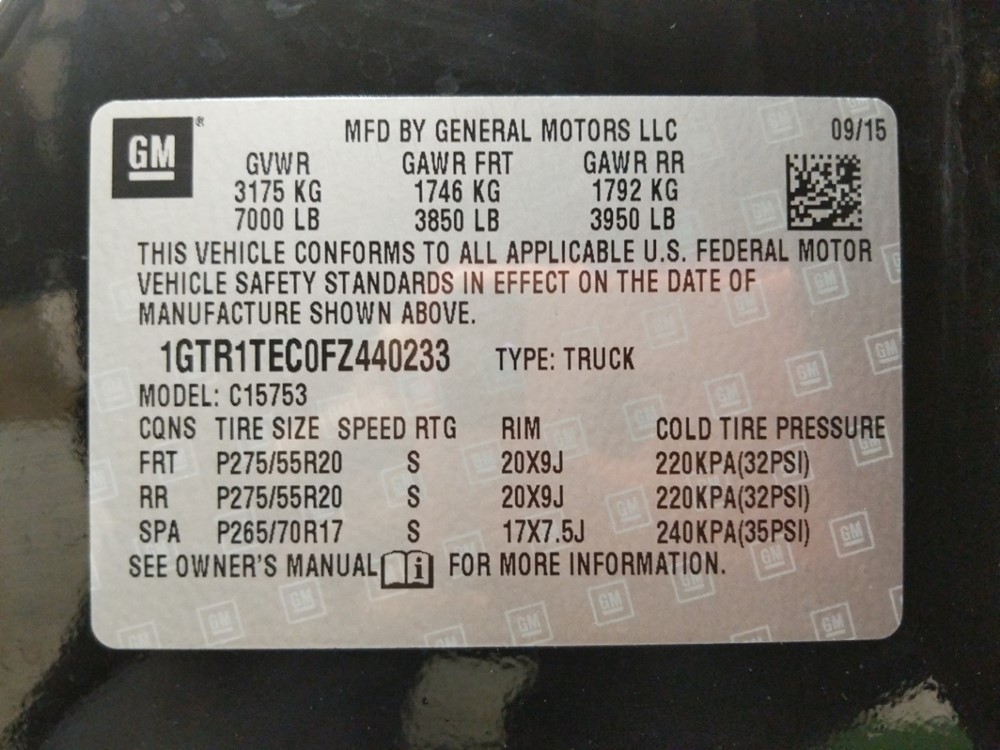 GM®
MFD BY GENERAL MOTORS LLC 09/15
GVWR GAWR FRT GAWR RR
3175 KG 1746 KG 1792 KG
7000 LB 3850 LB 3950 LB
THIS VEHICLE CONFORMS TO ALL APPLICABLE U.S. FEDERAL MOTOR
VEHICLE SAFETY STANDARDS IN EFFECT ON THE DATE OF
MANUFACTURE SHOWN ABOVE.
1GTR1TEC0FZ440233 TYPE: TRUCK
MODEL: C15753
CQNS TIRE SIZE SPEED RTG RIM COLD TIRE PRESSURE
FRT P275/55R20 S 20X9J 220KPA(32PSI)
RR P275/55R20 S 20X9J 220KPA(32PSI)
SPA P265/70R17 S 17X7.5J 240KPA(35PSI)
SEE OWNER'S MANUAL i FOR MORE INFORMATION.